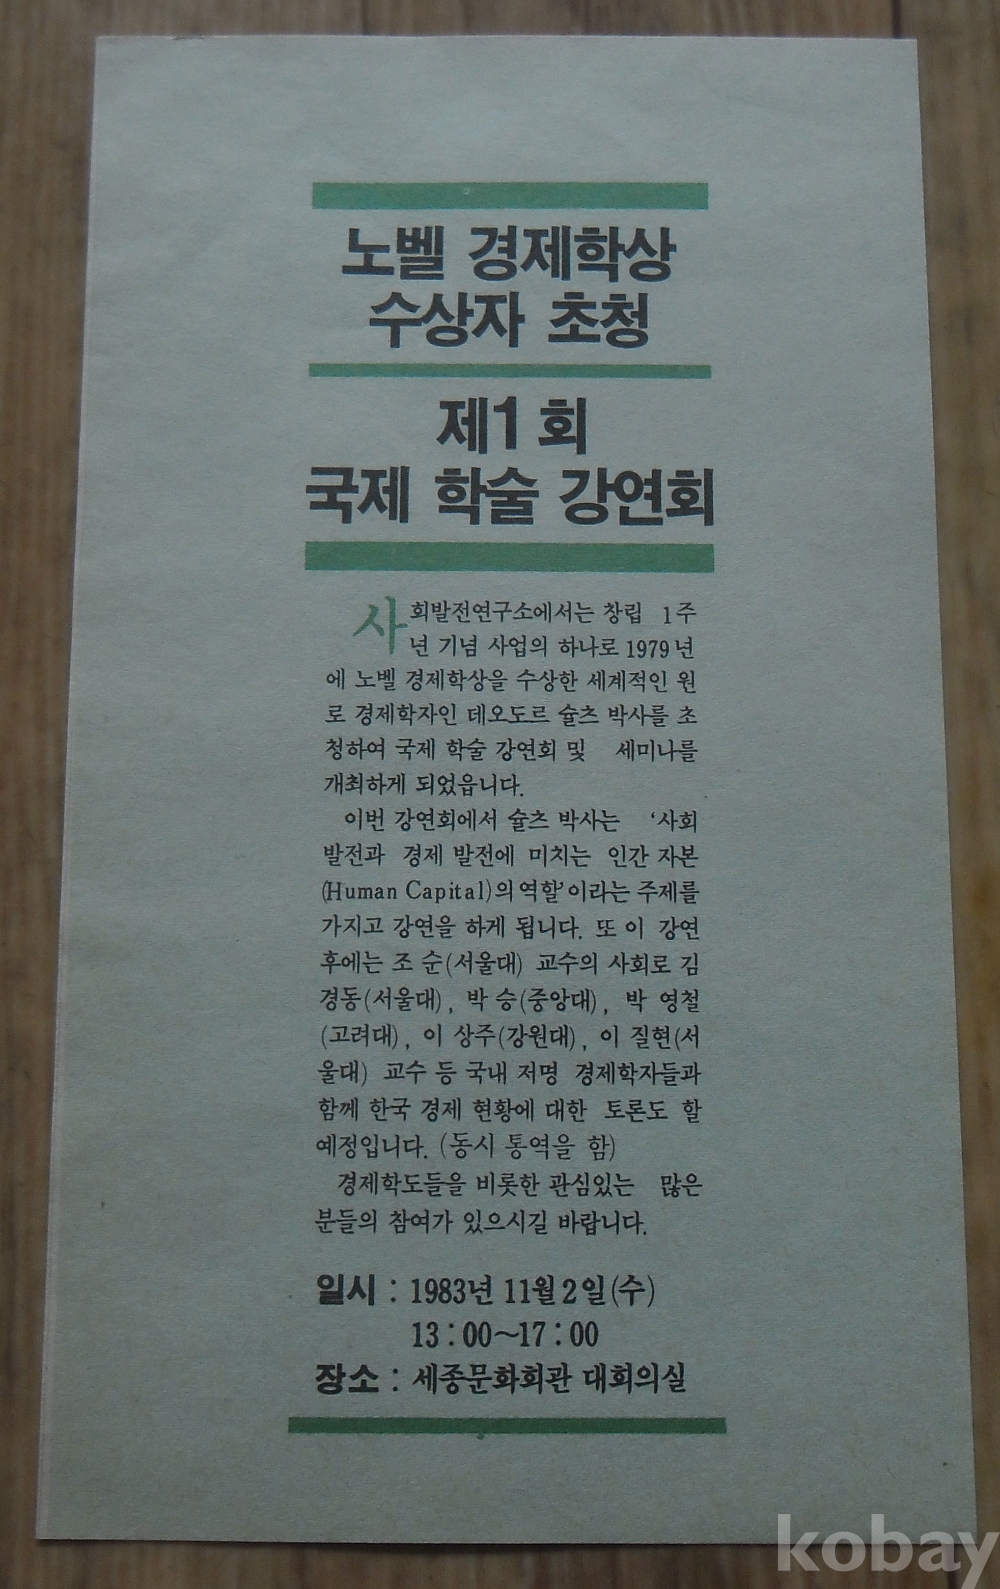 노벨 경제학상
수상자 초청
제1회
국제 학술 강연회
사회발전연구소에서는 창립 1주
년 기념 사업의 하나로 1979년
에 노벨 경제학상을 수상한 세계적인 원
로 경제학자인 데오도르 슐츠 박사를 초
청하여 국제 학술 강연회 및 세미나를
개최하게 되었읍니다.
이번 강연회에서 슐츠 박사는 '사회
발전과 경제 발전에 미치는 인간 자본
(Human Capital)의 역할'이라는 주제를
가지고 강연을 하게 됩니다. 또 이 강연
후에는 조 순(서울대) 교수의 사회로 김
경동(서울대), 박 승(중앙대), 박 영철
(고려대), 이 상주(강원대), 이 질현(서
울대) 교수 등 국내 저명 경제학자들과
함께 한국 경제 현황에 대한 토론도 할
예정입니다. (동시 통역을 함)
경제학도들을 비롯한 관심있는 많은
분들의 참여가 있으시길 바랍니다.
일시 : 1983년 11월 2일(수)
13:00~17:00
장소 : 세종문화회관 대회의실
kobay